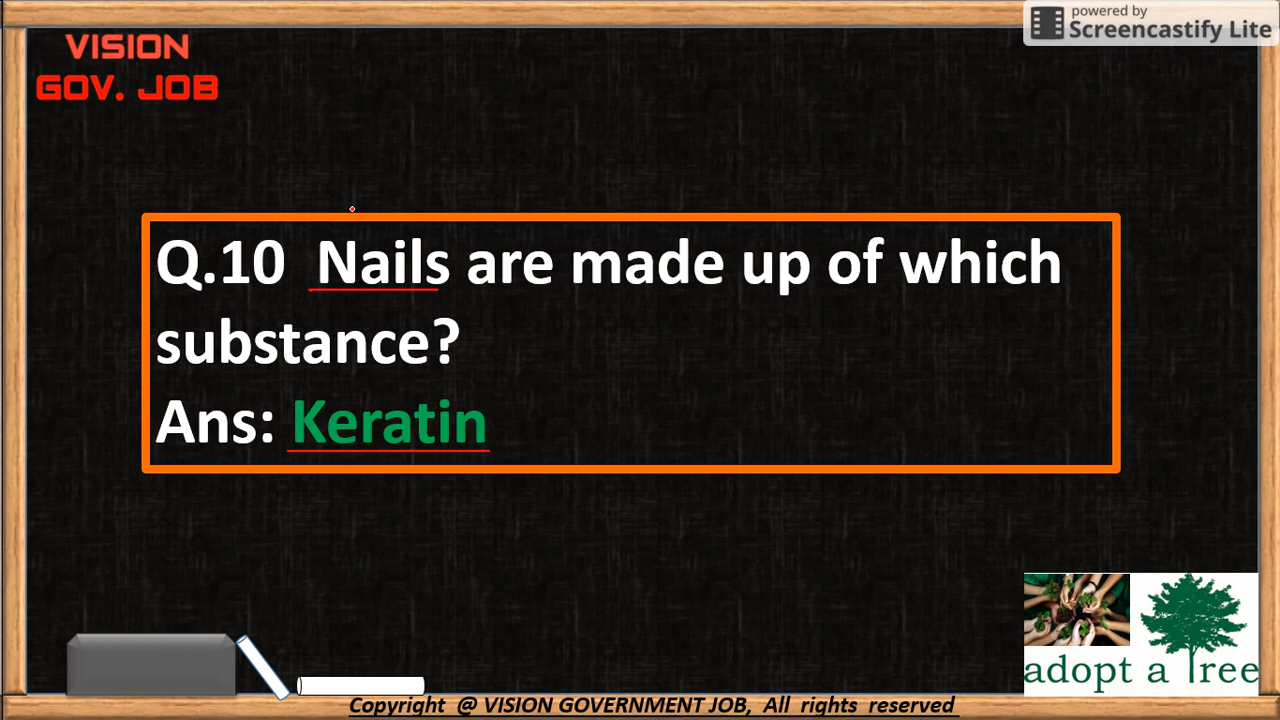 powered by
Screencastify Lite
VISION
GOV. JOB
Q.10 Nails are made up of which
substance?
Ans: Keratin
adopt a Tree
Copyright @ VISION GOVERNMENT JOB, All rights reserved